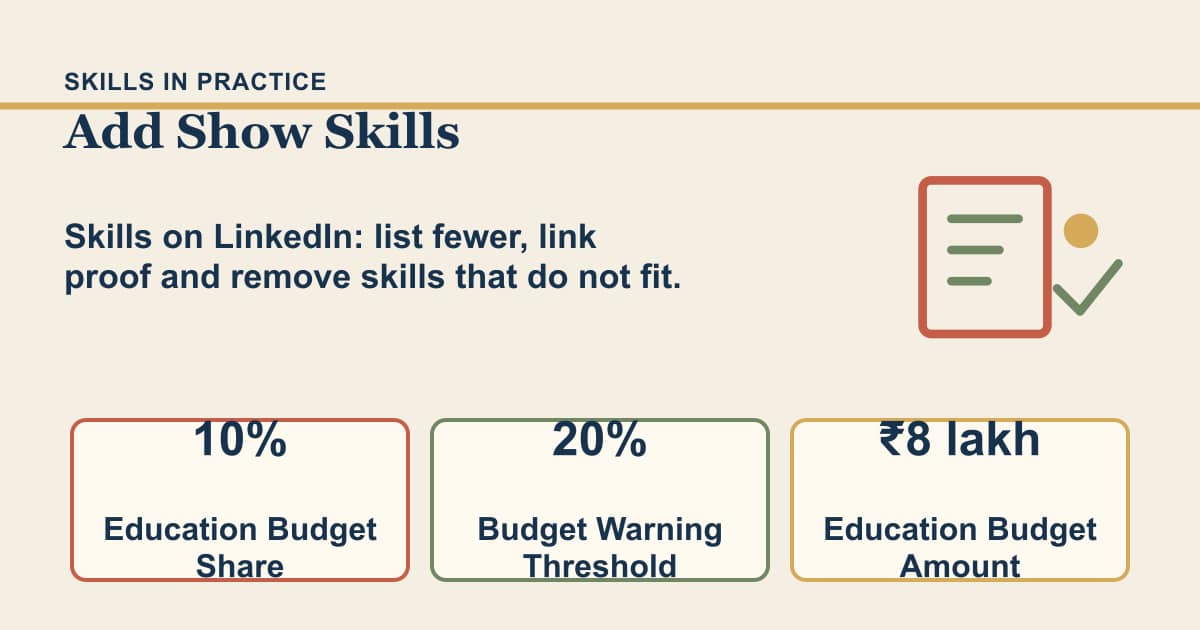 SKILLS IN PRACTICE
Add Show Skills
Skills on LinkedIn: list fewer, link
proof and remove skills that do not fit.
10%
Education Budget
Share
20%
Budget Warning
Threshold
₹8 lakh
Education Budget
Amount